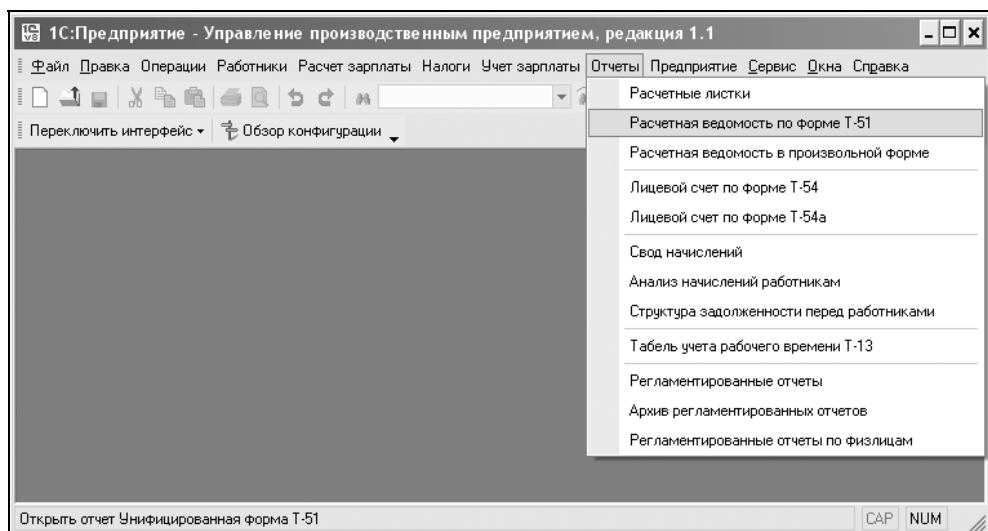 1С:Предприятие - Управление производственным предприятием, редакция 1.1
Файл Правка Операции Работники Расчет зарплаты Налоги Учет зарплаты Отчеты Предприятие Сервис Окна Справка
Переключить интерфейс Обзор конфигурации
Расчетные листки
Расчетная ведомость по форме Т-51
Расчетная ведомость в произвольной форме
Лицевой счет по форме Т-54
Лицевой счет по форме Т-54а
Свод начислений
Анализ начислений работникам
Структура задолженности перед работниками
Табель учета рабочего времени Т-13
Регламентированные отчеты
Архив регламентированных отчетов
Регламентированные отчеты по физлицам
Открыть отчет Унифицированная форма Т-51 CAP NUM